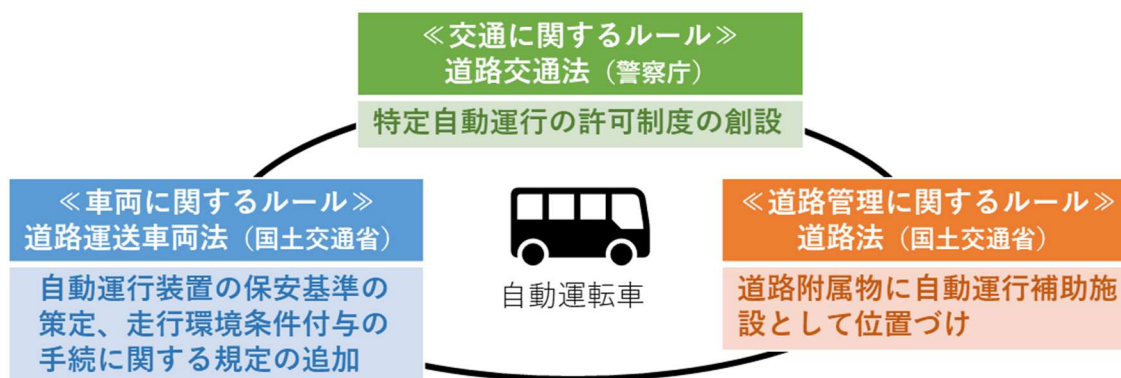 ≪交通に関するルール≫
道路交通法（警察庁）
特定自動運行の許可制度の創設
≪車両に関するルール≫
道路運送車両法（国土交通省）
自動運行装置の保安基準の
策定、走行環境条件付与の
手続に関する規定の追加
自動運転車
≪道路管理に関するルール≫
道路法（国土交通省）
道路附属物に自動運行補助施
設として位置づけ